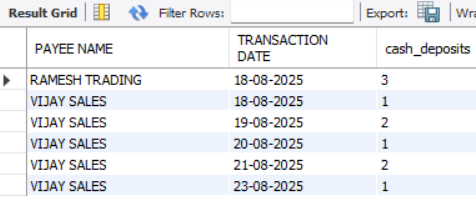 Result Grid Filter Rows: Export: Wra
PAYEE NAME TRANSACTION DATE cash_deposits
RAMESH TRADING 18-08-2025 3
VIJAY SALES 18-08-2025 1
VIJAY SALES 19-08-2025 2
VIJAY SALES 20-08-2025 1
VIJAY SALES 21-08-2025 2
VIJAY SALES 23-08-2025 1